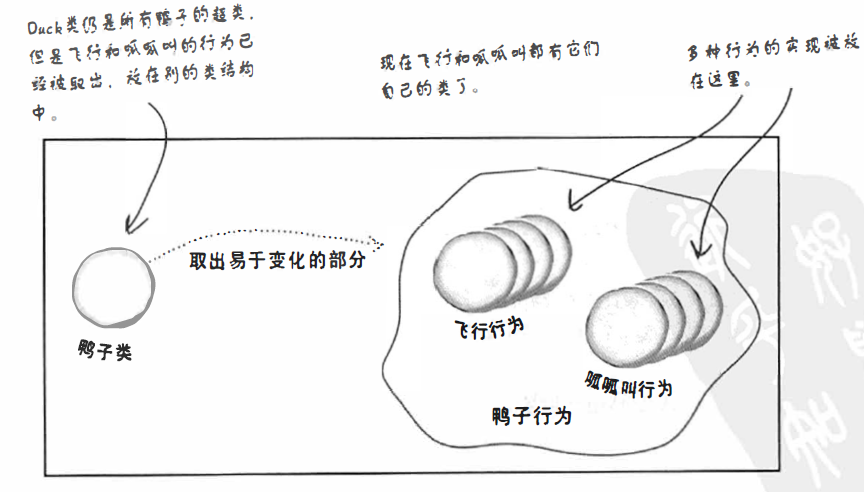 Duck类仍是所有鸭子的超类，
但是飞行和呱呱叫的行为已
经被取出，放在别的类结构
中。
现在飞行和呱呱叫都有它们
自己的类了。
多种行为的实现被放
在这里。
取出易于变化的部分
鸭子类
飞行行为
呱呱叫行为
鸭子行为